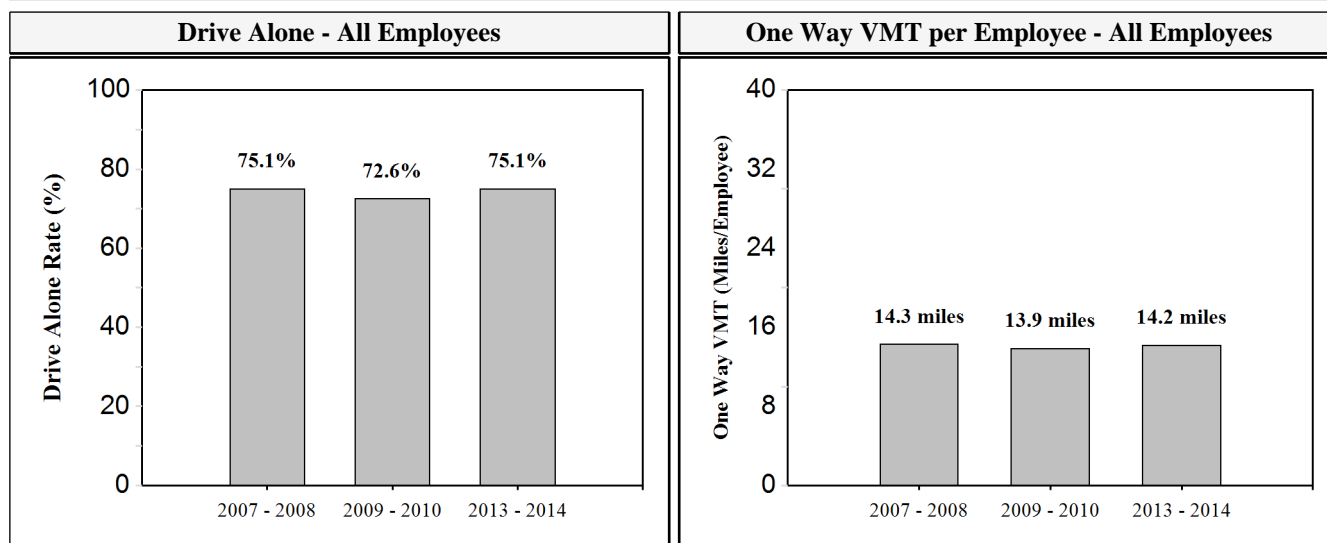 Drive Alone - All Employees
One Way VMT per Employee - All Employees
Drive Alone Rate (%)
100
80
60
40
20
0
75.1%
72.6%
75.1%
2007 - 2008
2009 - 2010
2013 - 2014
One Way VMT (Miles/Employee)
40
32
24
16
8
0
14.3 miles
13.9 miles
14.2 miles
2007 - 2008
2009 - 2010
2013 - 2014